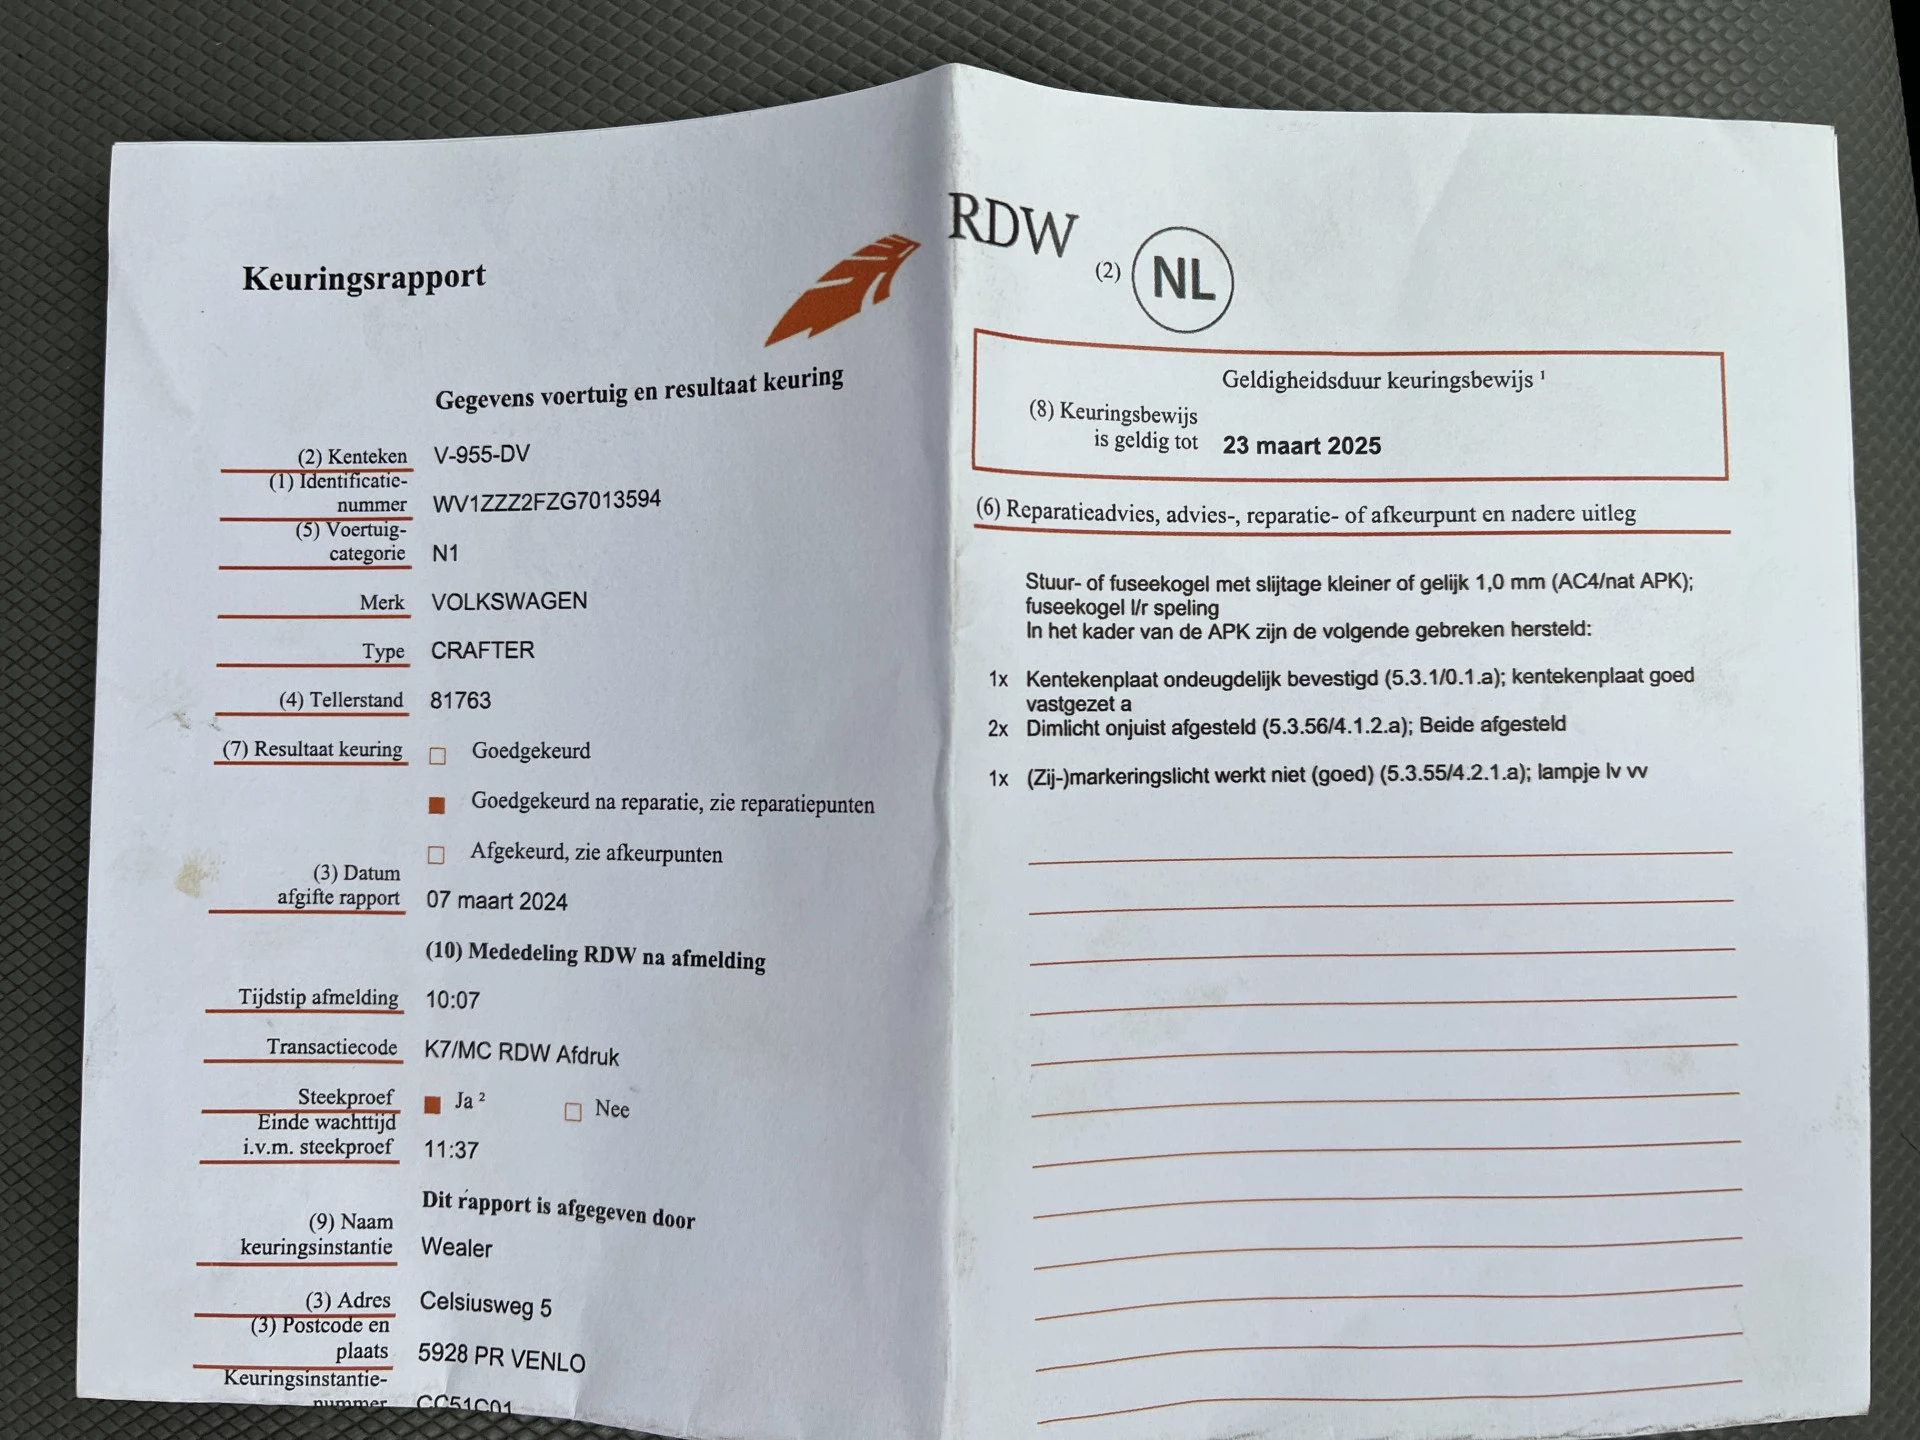 Keuringsrapport
Gegevens voertuig en resultaat keuring
(2) Kenteken V-955-DV
(1) Identificatie-
nummer WV1ZZZ2FZG7013594
(5) Voertuig-
categorie N1
Merk VOLKSWAGEN
Type CRAFTER
(4) Tellerstand 81763
(7) Resultaat keuring Goedgekeurd
Goedgekeurd na reparatie, zie reparatiepunten
Afgekeurd, zie afkeurpunten
(3) Datum
afgifte rapport 07 maart 2024
(10) Mededeling RDW na afmelding
Tijdstip afmelding 10:07
Transactiecode K7/MC RDW Afdruk
Steekproef Ja ² Nee
Einde wachttijd
i.v.m. steekproef 11:37
Dit rapport is afgegeven door
(9) Naam
keuringsinstantie Wealer
(3) Adres Celsiusweg 5
(3) Postcode en
plaats 5928 PR VENLO
Keuringsinstantie-
nummer CC51C01
RDW
(2) NL
Geldigheidsduur keuringsbewijs ¹
(8) Keuringsbewijs
is geldig tot 23 maart 2025
(6) Reparatieadvies, advies-, reparatie- of afkeurpunt en nadere uitleg
Stuur- of fuseekogel met slijtage kleiner of gelijk 1,0 mm (AC4/nat APK);
fuseekogel l/r speling
In het kader van de APK zijn de volgende gebreken hersteld:
1x Kentekenplaat ondeugdelijk bevestigd (5.3.1/0.1.a); kentekenplaat goed
vastgezet a
2x Dimlicht onjuist afgesteld (5.3.56/4.1.2.a); Beide afgesteld
1x (Zij-)markeringslicht werkt niet (goed) (5.3.55/4.2.1.a); lampje lv vv